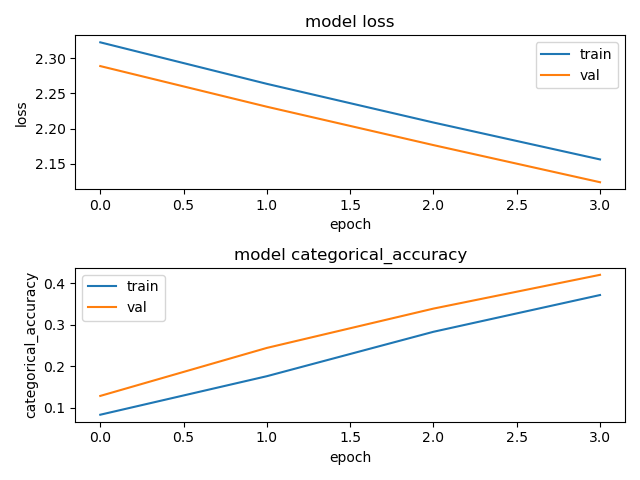 model loss
2.30
2.25
2.20
2.15
loss
train
val
0.0 0.5 1.0 1.5 2.0 2.5 3.0
epoch
model categorical_accuracy
0.4
0.3
0.2
0.1
categorical_accuracy
train
val
0.0 0.5 1.0 1.5 2.0 2.5 3.0
epoch